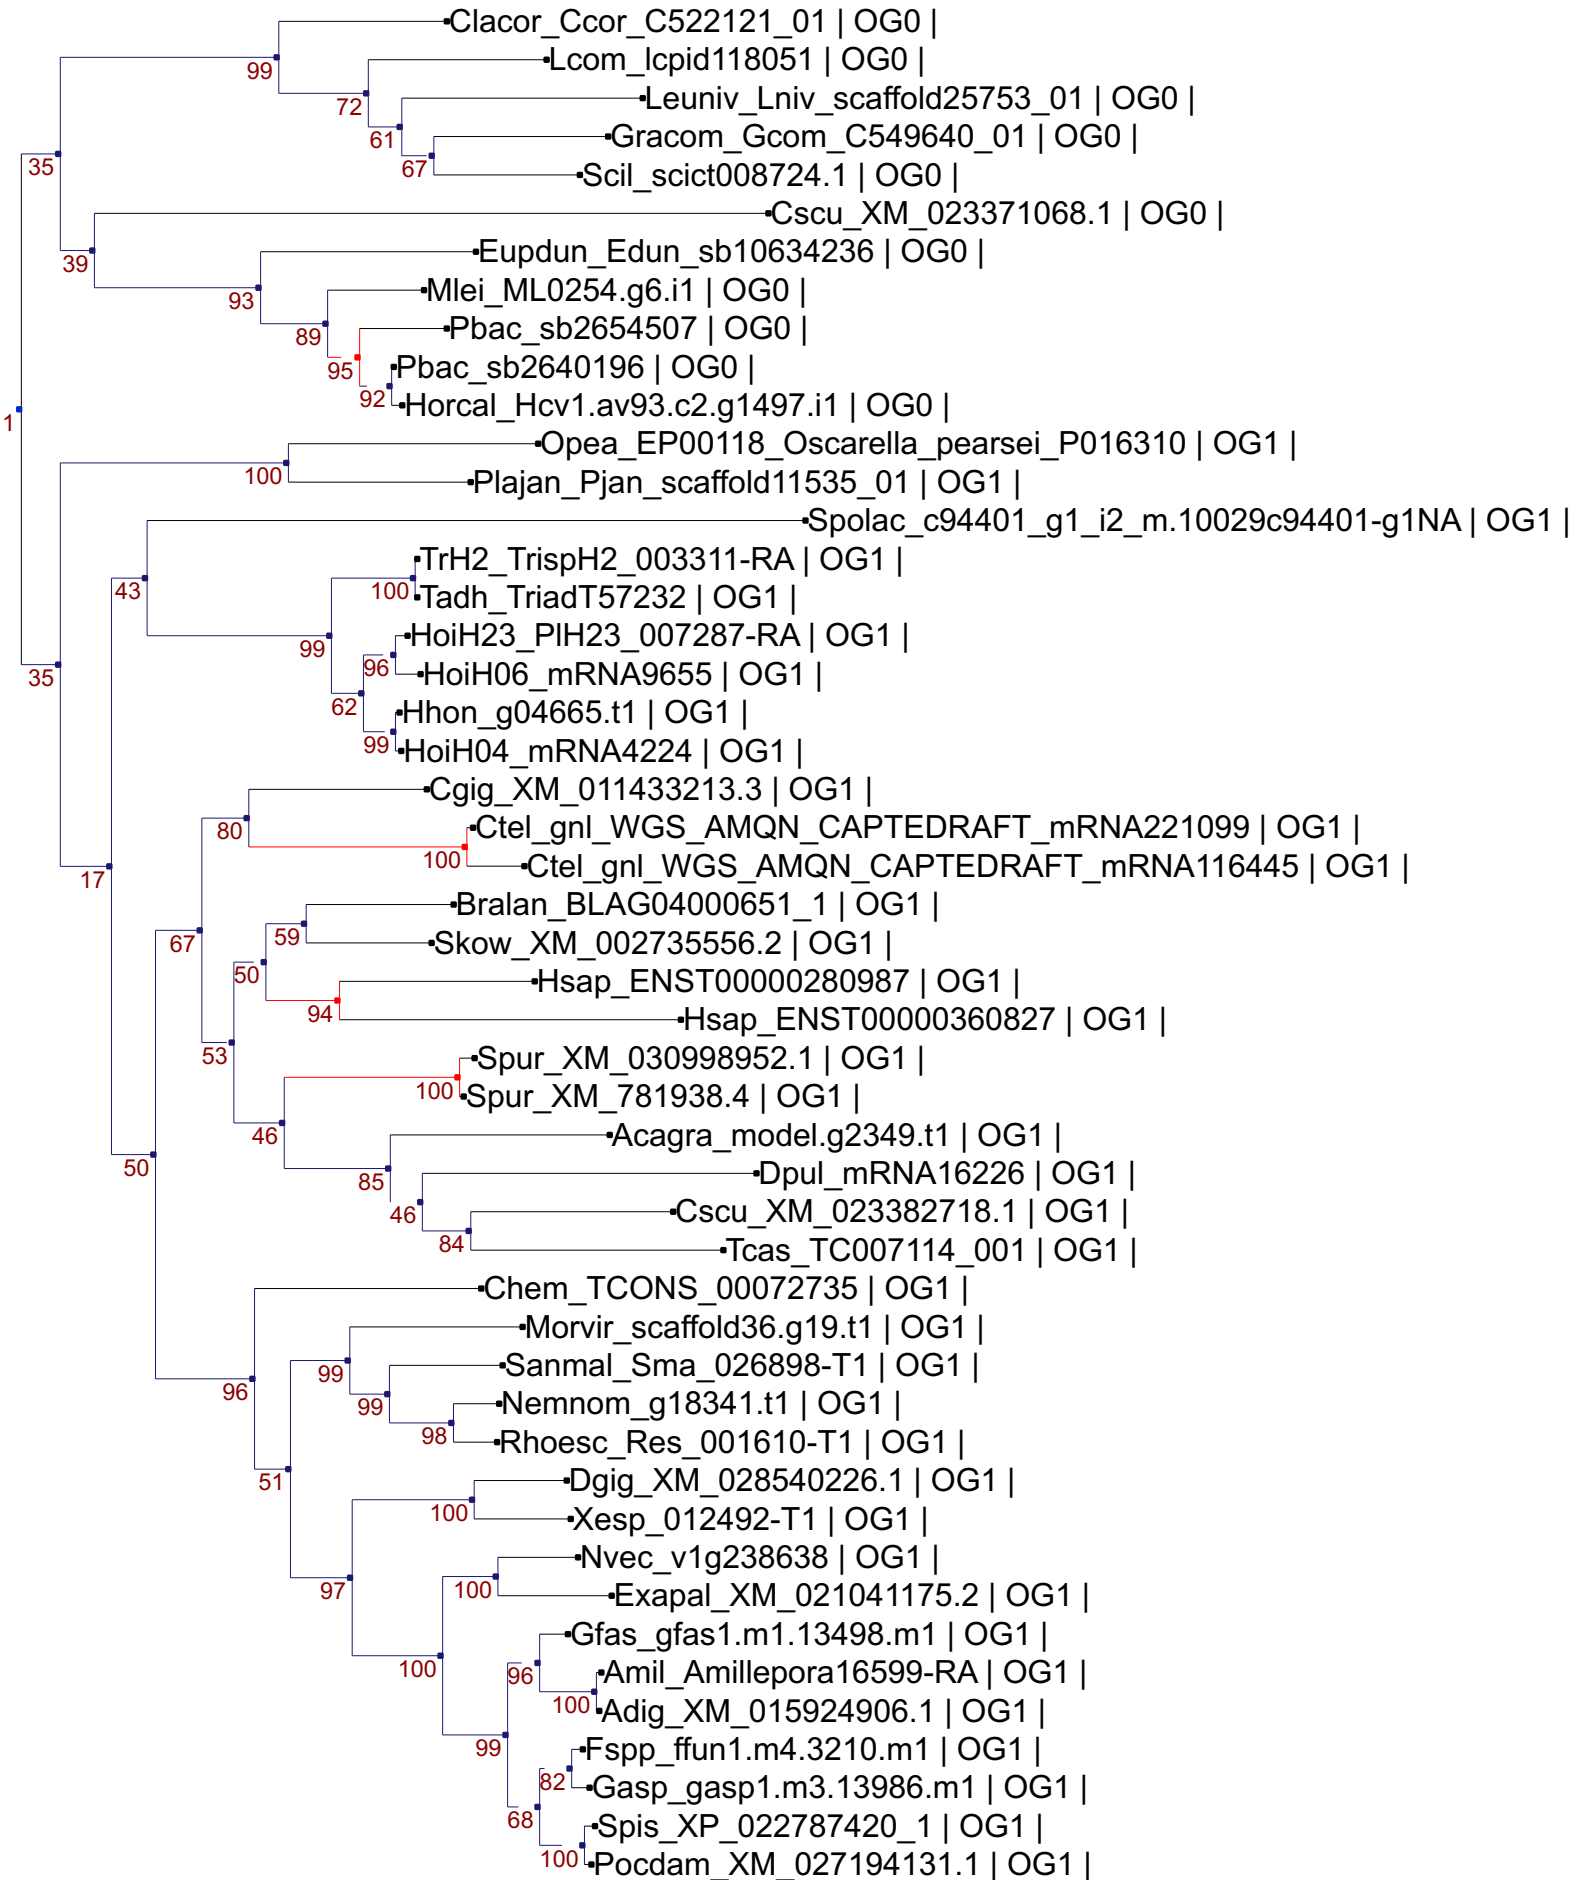 Clacor_Ccor_C522121_01 | OG0 |
99
Lcom_lcpid118051 | OG0 |
72
Leuniv_Lniv_scaffold25753_01 | OG0 |
61
Gracom_Gcom_C549640_01 | OG0 |
67
Scil_scict008724.1 | OG0 |
35
Cscu_XM_023371068.1 | OG0 |
39
Eupdun_Edun_sb10634236 | OG0 |
93
Mlei_ML0254.g6.i1 | OG0 |
89
Pbac_sb2654507 | OG0 |
95
Pbac_sb2640196 | OG0 |
92
Horcal_Hcv1.av93.c2.g1497.i1 | OG0 |
1
Opea_EP00118_Oscarella_pearsei_P016310 | OG1 |
100
Plajan_Pjan_scaffold11535_01 | OG1 |
Spolac_c94401_g1_i2_m.10029c94401-g1NA | OG1 |
43
TrH2_TrispH2_003311-RA | OG1 |
100
Tadh_TriadT57232 | OG1 |
99
HoiH23_PlH23_007287-RA | OG1 |
96
HoiH06_mRNA9655 | OG1 |
35
62
Hhon_g04665.t1 | OG1 |
99
HoiH04_mRNA4224 | OG1 |
Cgig_XM_011433213.3 | OG1 |
80
Ctel_gnl_WGS_AMQN_CAPTEDRAFT_mRNA221099 | OG1 |
100
Ctel_gnl_WGS_AMQN_CAPTEDRAFT_mRNA116445 | OG1 |
17
Bralan_BLAG04000651_1 | OG1 |
59
Skow_XM_002735556.2 | OG1 |
67
50
Hsap_ENST00000280987 | OG1 |
94
Hsap_ENST00000360827 | OG1 |
53
Spur_XM_030998952.1 | OG1 |
100
Spur_XM_781938.4 | OG1 |
46
Acagra_model.g2349.t1 | OG1 |
50
85
Dpul_mRNA16226 | OG1 |
46
Cscu_XM_023382718.1 | OG1 |
84
Tcas_TC007114_001 | OG1 |
Chem_TCONS_00072735 | OG1 |
96
Morvir_scaffold36.g19.t1 | OG1 |
99
Sanmal_Sma_026898-T1 | OG1 |
99
Nemnom_g18341.t1 | OG1 |
98
Rhoesc_Res_001610-T1 | OG1 |
51
Dgig_XM_028540226.1 | OG1 |
100
Xesp_012492-T1 | OG1 |
97
Nvec_v1g238638 | OG1 |
100
Exapal_XM_021041175.2 | OG1 |
100
Gfas_gfas1.m1.13498.m1 | OG1 |
96
Amil_Amillepora16599-RA | OG1 |
100
Adig_XM_015924906.1 | OG1 |
99
Fspp_ffun1.m4.3210.m1 | OG1 |
82
Gasp_gasp1.m3.13986.m1 | OG1 |
68
Spis_XP_022787420_1 | OG1 |
100
Pocdam_XM_027194131.1 | OG1 |